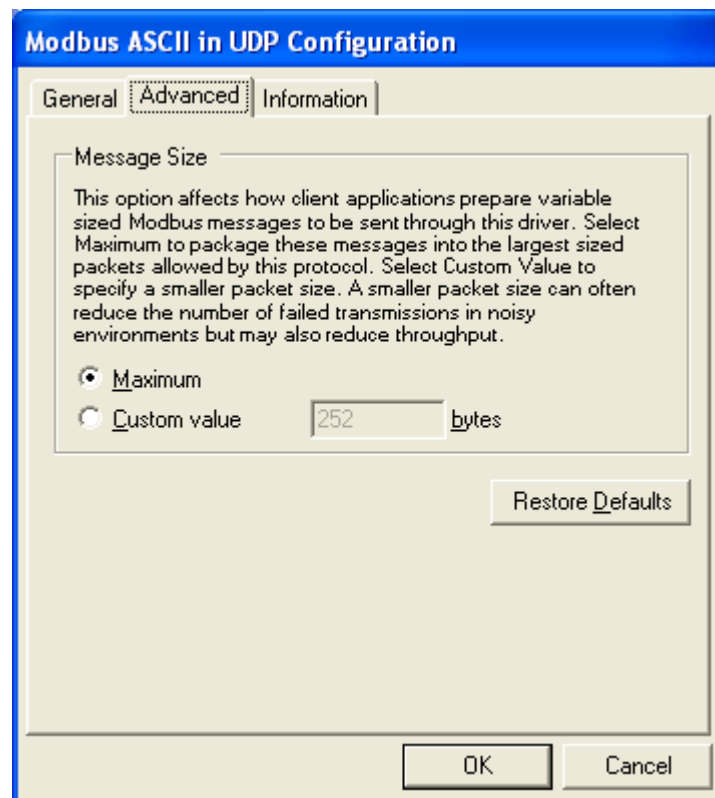 Modbus ASCII in UDP Configuration
General Advanced Information
Message Size
This option affects how client applications prepare variable
sized Modbus messages to be sent through this driver. Select
Maximum to package these messages into the largest sized
packets allowed by this protocol. Select Custom Value to
specify a smaller packet size. A smaller packet size can often
reduce the number of failed transmissions in noisy
environments but may also reduce throughput.
Maximum
Custom value 252 bytes
Restore Defaults
OK Cancel